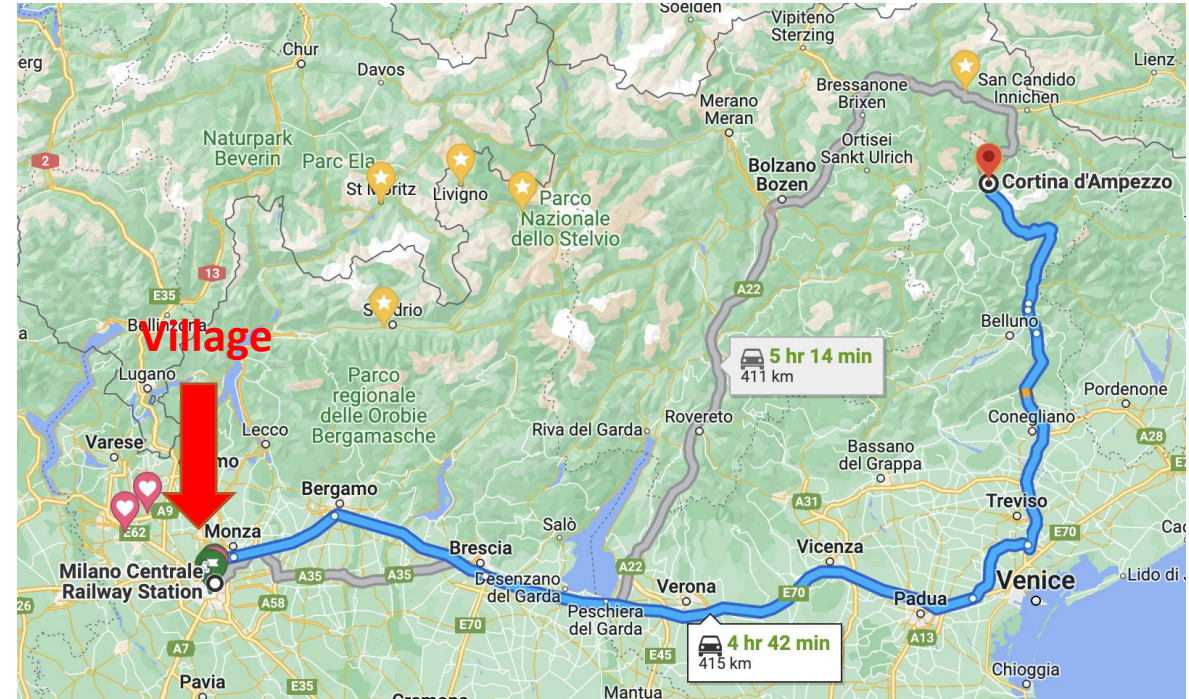 Soelden
Vipiteno
Sterzing
erg
Chur
Davos
Lienz
San Candido
Innichen
Bressanone
Brixen
Merano
Meran
Naturpark
Beverin
Parc Ela
2
Ortisei
Sankt Ulrich
Bolzano
Bozen
St Moritz
Livigno
Cortina d'Ampezzo
Parco
Nazionale
dello Stelvio
13
E35
A22
Bellinzona
Village
Belluno
a
5 hr 14 min
411 km
Lugano
Parco
regionale
delle Orobie
Bergamasche
Pordenone
Lecco
Riva del Garda
Rovereto
Conegliano
Varese
A28
Bassano
del Grappa
Bergamo
A9
A31
Treviso
E62
Monza
Salò
E70
Brescia
Vicenza
Milano Centrale
Railway Station
A35
A35
Desenzano
del Garda
A22
Verona
E70
Venice
Lido di
26
A58
Peschiera
del Garda
Padua
E70
A13
A7
E45
4 hr 42 min
415 km
Pavia
E35
Chioggia
Cremona
Mantua